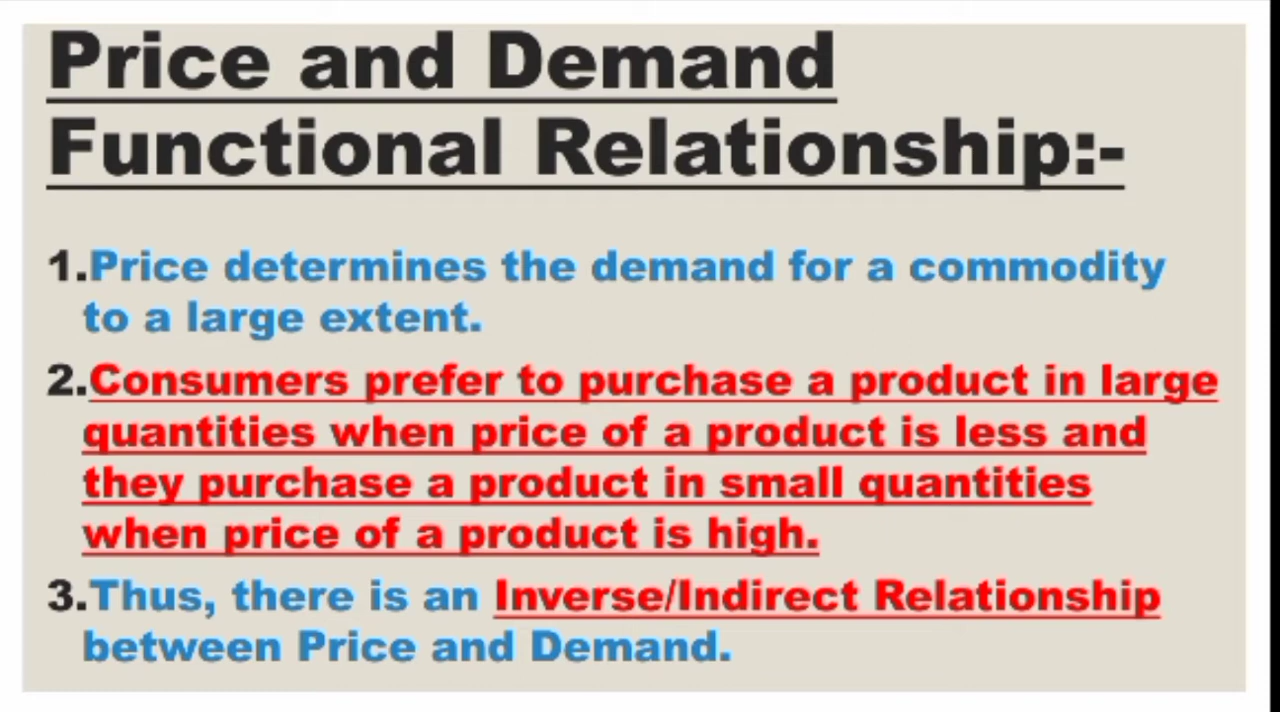 Price and Demand
Functional Relationship:-
1.Price determines the demand for a commodity
to a large extent.
2.Consumers prefer to purchase a product in large
quantities when price of a product is less and
they purchase a product in small quantities
when price of a product is high.
3.Thus, there is an Inverse/Indirect Relationship
between Price and Demand.